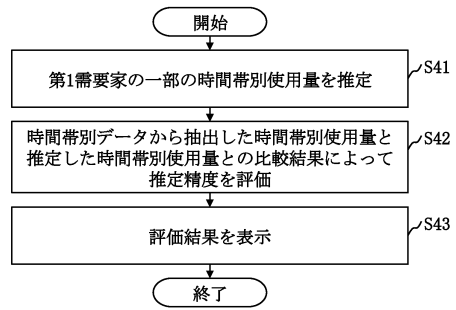 開始
第1需要家の一部の時間帯別使用量を推定
S41
時間帯別データから抽出した時間帯別使用量と
推定した時間帯別使用量との比較結果によって
推定精度を評価
S42
評価結果を表示
S43
終了